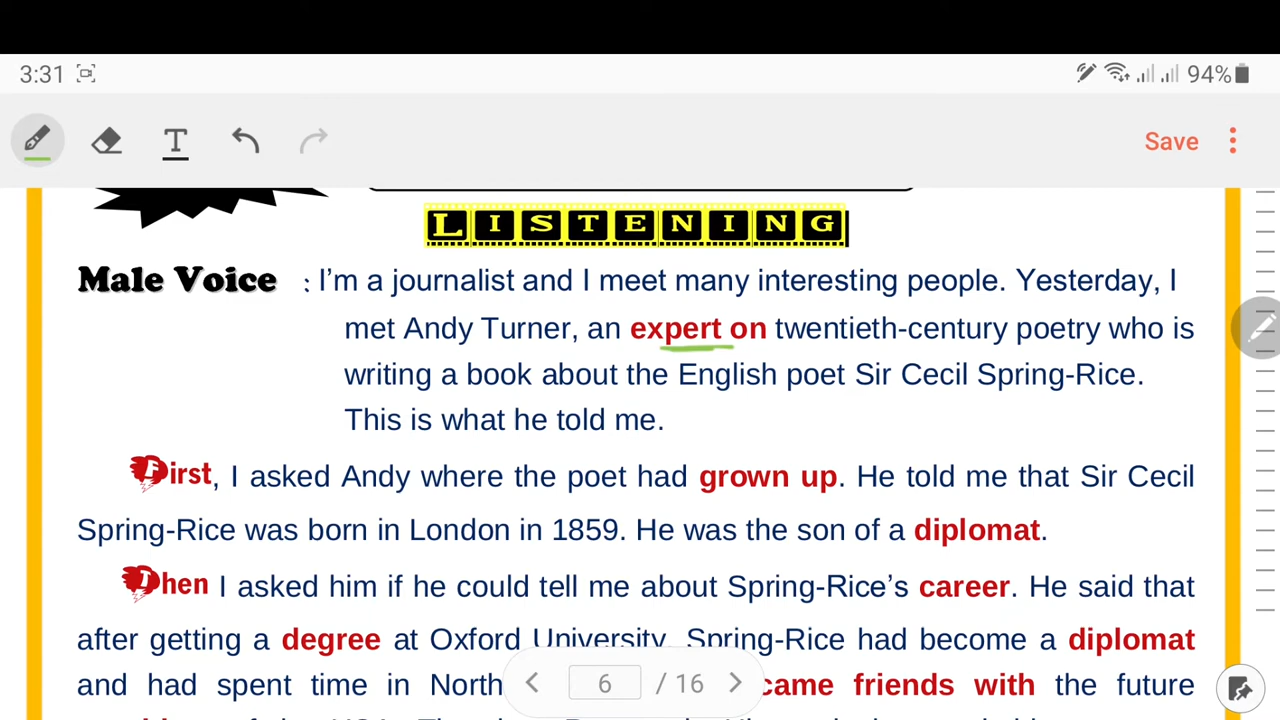 3:31 94%
T Save
LISTENING
Male Voice : I’m a journalist and I meet many interesting people. Yesterday, I
met Andy Turner, an expert on twentieth-century poetry who is
writing a book about the English poet Sir Cecil Spring-Rice.
This is what he told me.
First, I asked Andy where the poet had grown up. He told me that Sir Cecil
Spring-Rice was born in London in 1859. He was the son of a diplomat.
Then I asked him if he could tell me about Spring-Rice’s career. He said that
after getting a degree at Oxford University, Spring-Rice had become a diplomat
and had spent time in North came friends with the future
6 / 16